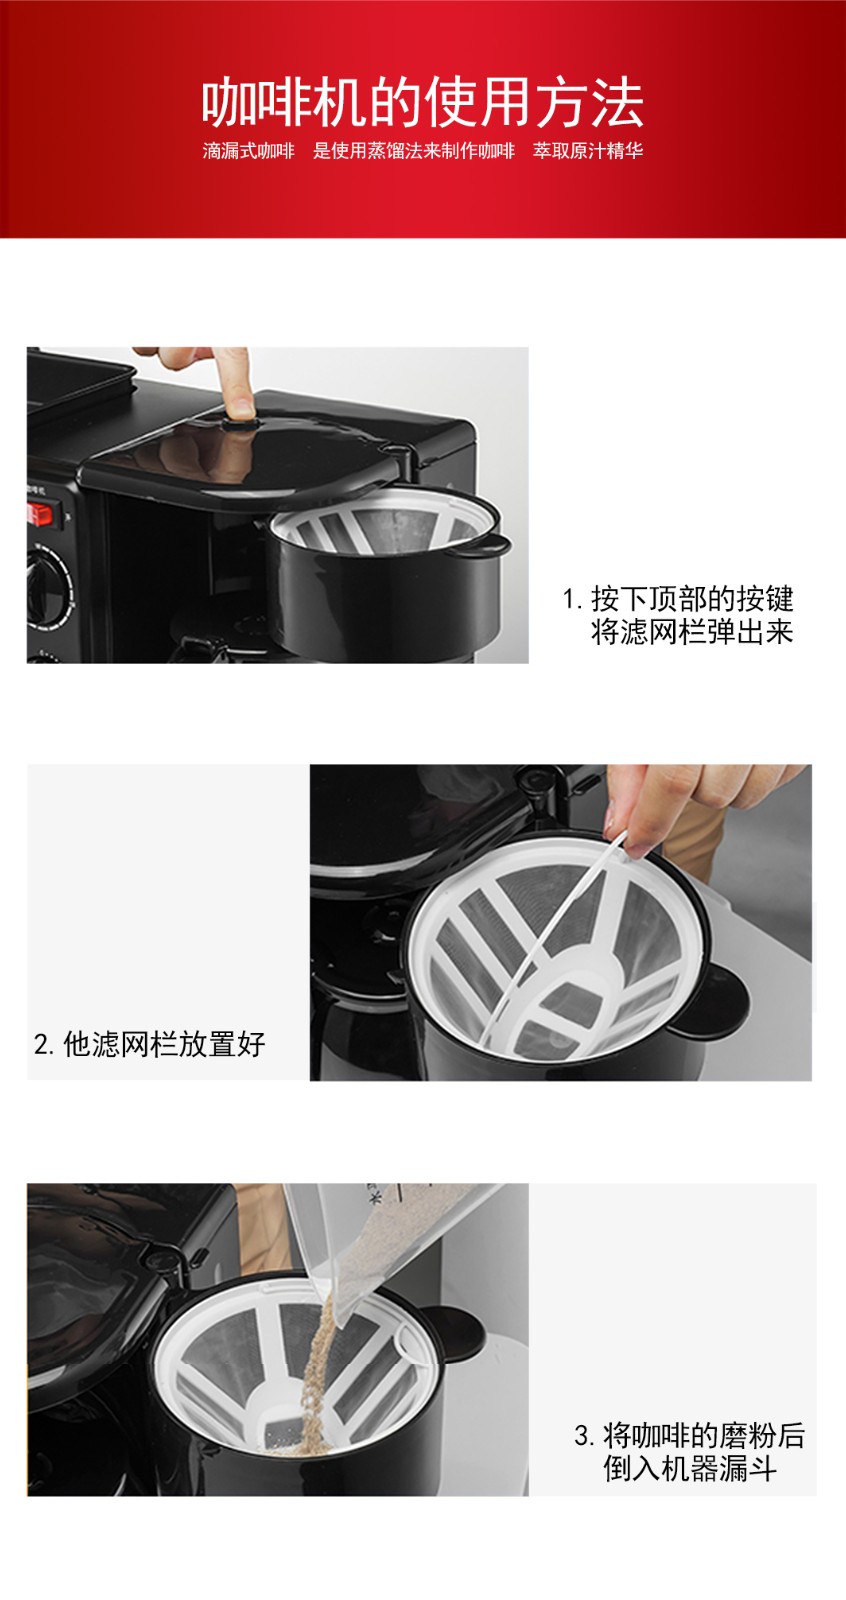 咖啡机的使用方法
滴漏式咖啡 是使用蒸馏法来制作咖啡 萃取原汁精华
1. 按下顶部的按键
将滤网栏弹出来
2. 他滤网栏放置好
3. 将咖啡的磨粉后
倒入机器漏斗